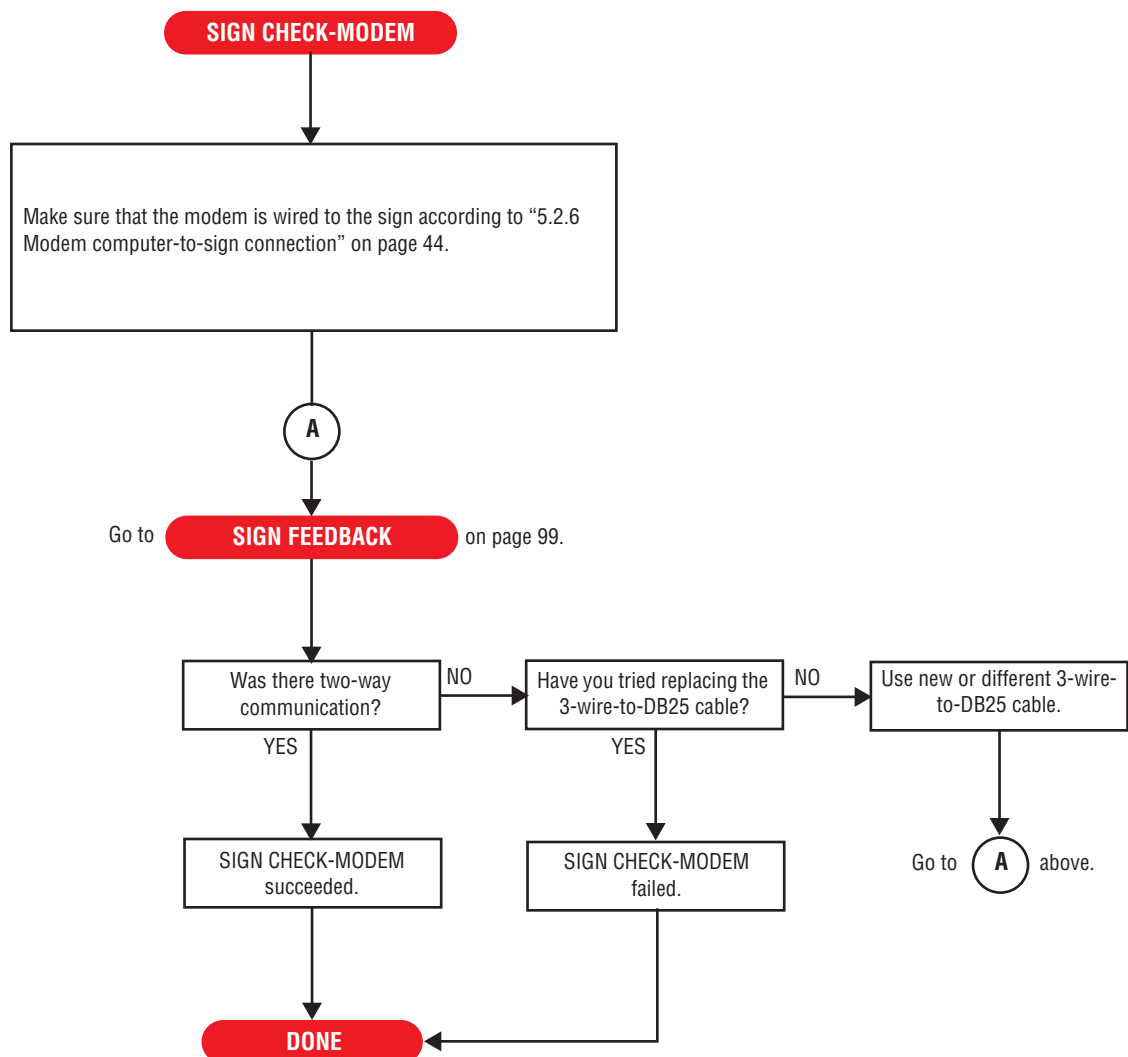 SIGN CHECK-MODEM
Make sure that the modem is wired to the sign according to “5.2.6
Modem computer-to-sign connection” on page 44.
A
Go to SIGN FEEDBACK on page 99.
Was there two-way
communication?
NO
Have you tried replacing the
3-wire-to-DB25 cable?
NO
Use new or different 3-wire-
to-DB25 cable.
YES
YES
SIGN CHECK-MODEM
succeeded.
SIGN CHECK-MODEM
failed.
Go to A above.
DONE